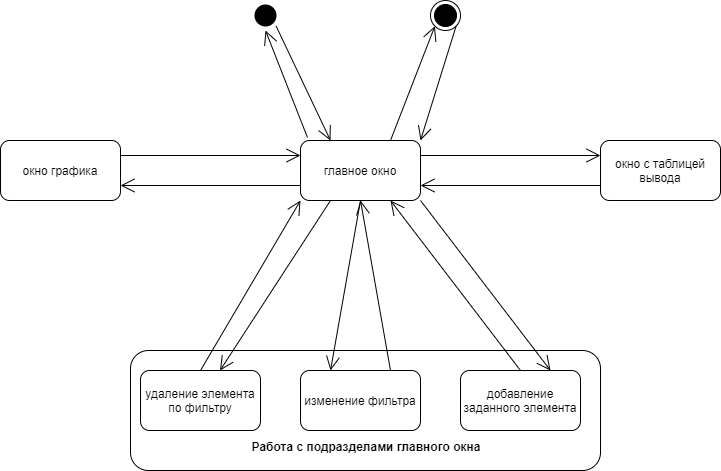 окно графика
главное окно
окно с таблицей
вывода
удаление элемента
по фильтру
изменение фильтра
добавление
заданного элемента
Работа с подразделами главного окна